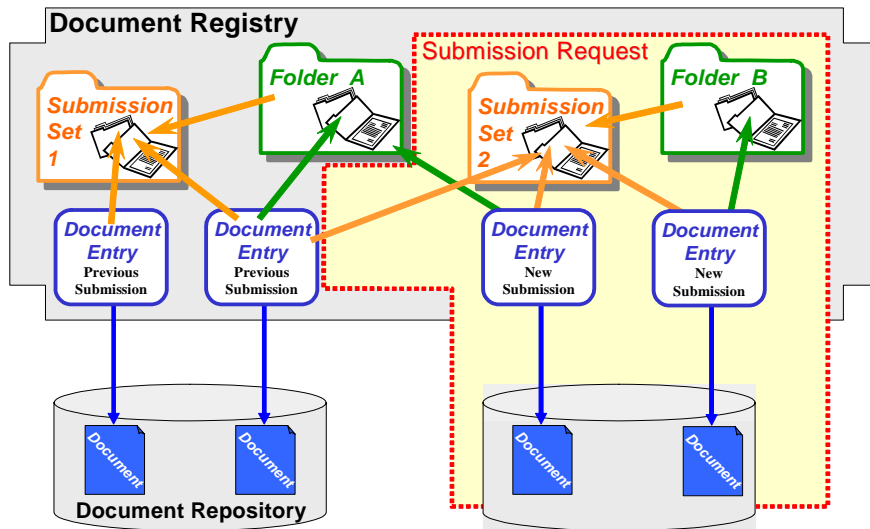 Document Registry
Submission Request
Folder A
Folder B
Submission
Set
1
Submission
Set
2
Document
Entry
Previous
Submission
Document
Entry
Previous
Submission
Document
Entry
New
Submission
Document
Entry
New
Submission
Document
Document
Document
Document
Document Repository